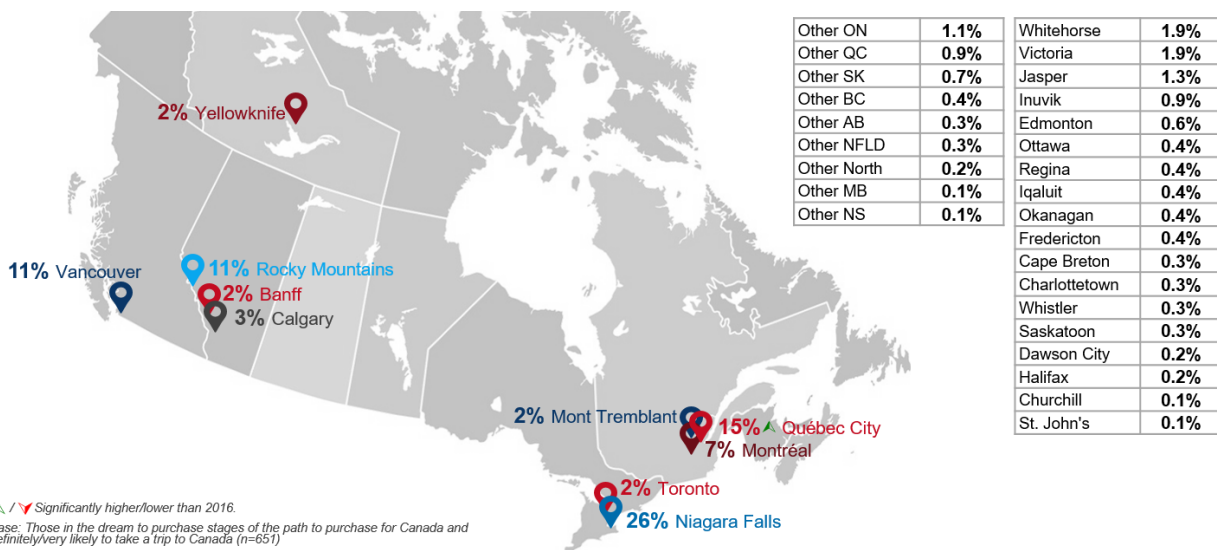 2% Yellowknife
11% Vancouver
11% Rocky Mountains
2% Banff
3% Calgary
2% Mont Tremblant
15% Québec City
7% Montréal
2% Toronto
26% Niagara Falls
Other ON 1.1%
Other QC 0.9%
Other SK 0.7%
Other BC 0.4%
Other AB 0.3%
Other NFLD 0.3%
Other North 0.2%
Other MB 0.1%
Other NS 0.1%
Whitehorse 1.9%
Victoria 1.9%
Jasper 1.3%
Inuvik 0.9%
Edmonton 0.6%
Ottawa 0.4%
Regina 0.4%
Iqaluit 0.4%
Okanagan 0.4%
Fredericton 0.4%
Cape Breton 0.3%
Charlottetown 0.3%
Whistler 0.3%
Saskatoon 0.3%
Dawson City 0.2%
Halifax 0.2%
Churchill 0.1%
St. John's 0.1%
/ Significantly higher/lower than 2016.
ase: Those in the dream to purchase stages of the path to purchase for Canada and
efinitely/very likely to take a trip to Canada (n=651)